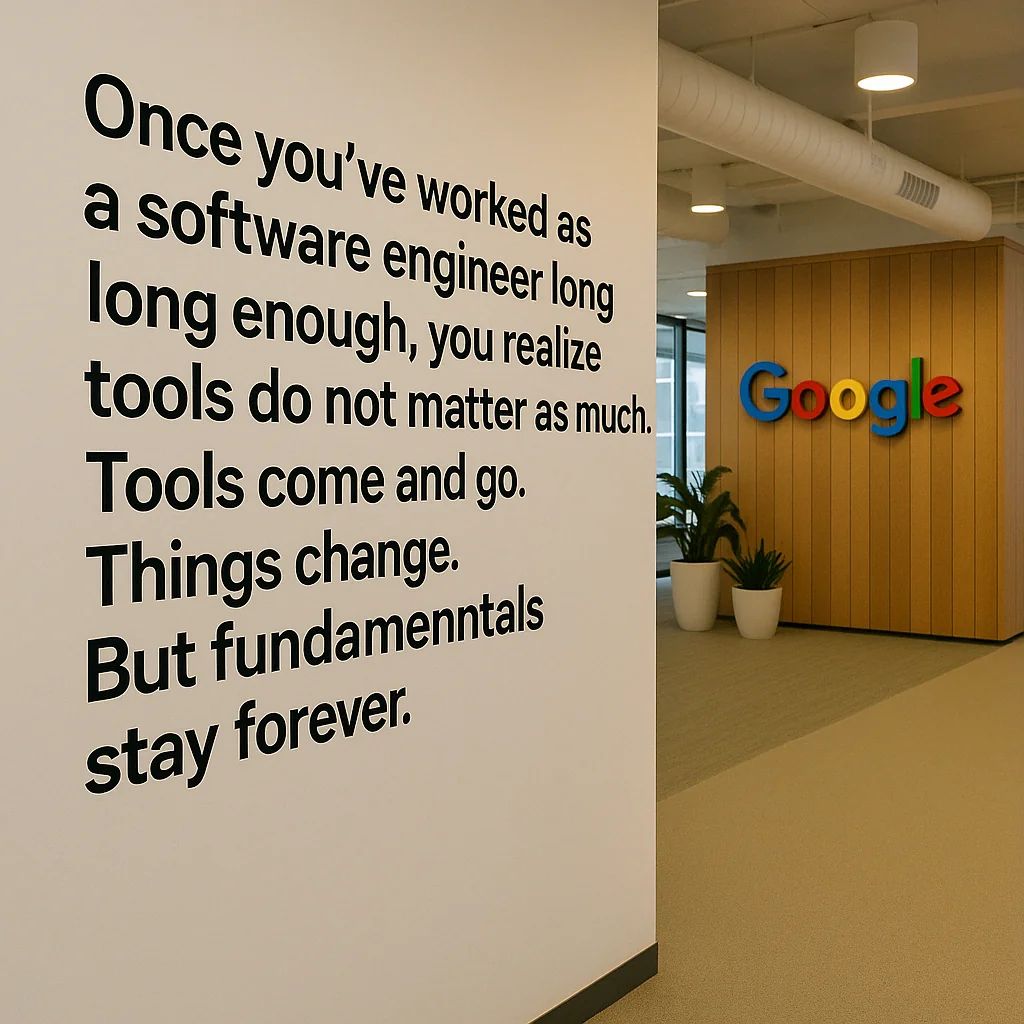 Once you’ve worked as
a software engineer long
long enough, you realize
tools do not matter as much.
Tools come and go.
Things change.
But fundamenntals
stay forever.
Google